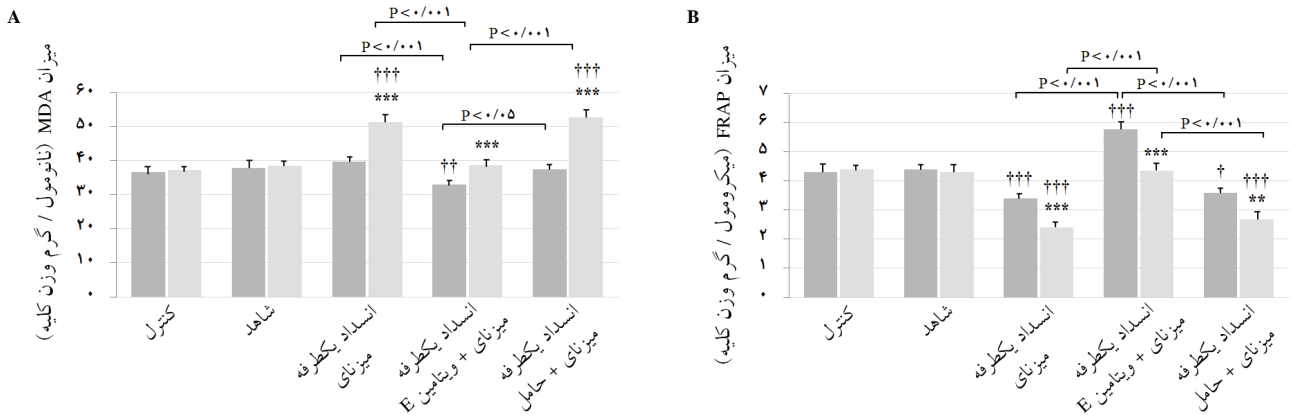 A
P<۰/۰۰۱
P<۰/۰۰۱
P<۰/۰۰۱
P<۰/۰۵
†††
***
††
***
†††
***
میزان MDA (نانومول / گرم وزن کلیه)
۶۰
۵۰
۴۰
۳۰
۲۰
۱۰
۰
کنترل
شاهد
انسداد یکطرفه
میزنای
انسداد یکطرفه
میزنای + ویتامین E
انسداد یکطرفه
میزنای + حامل
B
P<۰/۰۰۱
P<۰/۰۰۱
P<۰/۰۰۱
P<۰/۰۰۱
†††
†††
***
†††
***
†
†††
**
میزان FRAP (میکرومول / گرم وزن کلیه)
۷
۶
۵
۴
۳
۲
۱
۰
کنترل
شاهد
انسداد یکطرفه
میزنای
انسداد یکطرفه
میزنای + ویتامین E
انسداد یکطرفه
میزنای + حامل